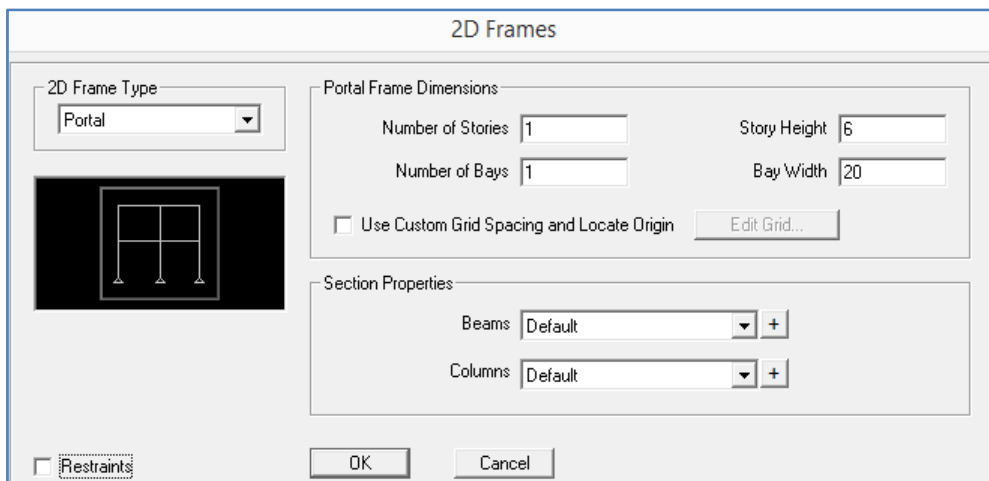 2D Frames
2D Frame Type
Portal
Portal Frame Dimensions
Number of Stories 1 Story Height 6
Number of Bays 1 Bay Width 20
Use Custom Grid Spacing and Locate Origin Edit Grid...
Section Properties
Beams Default +
Columns Default +
Restraints OK Cancel